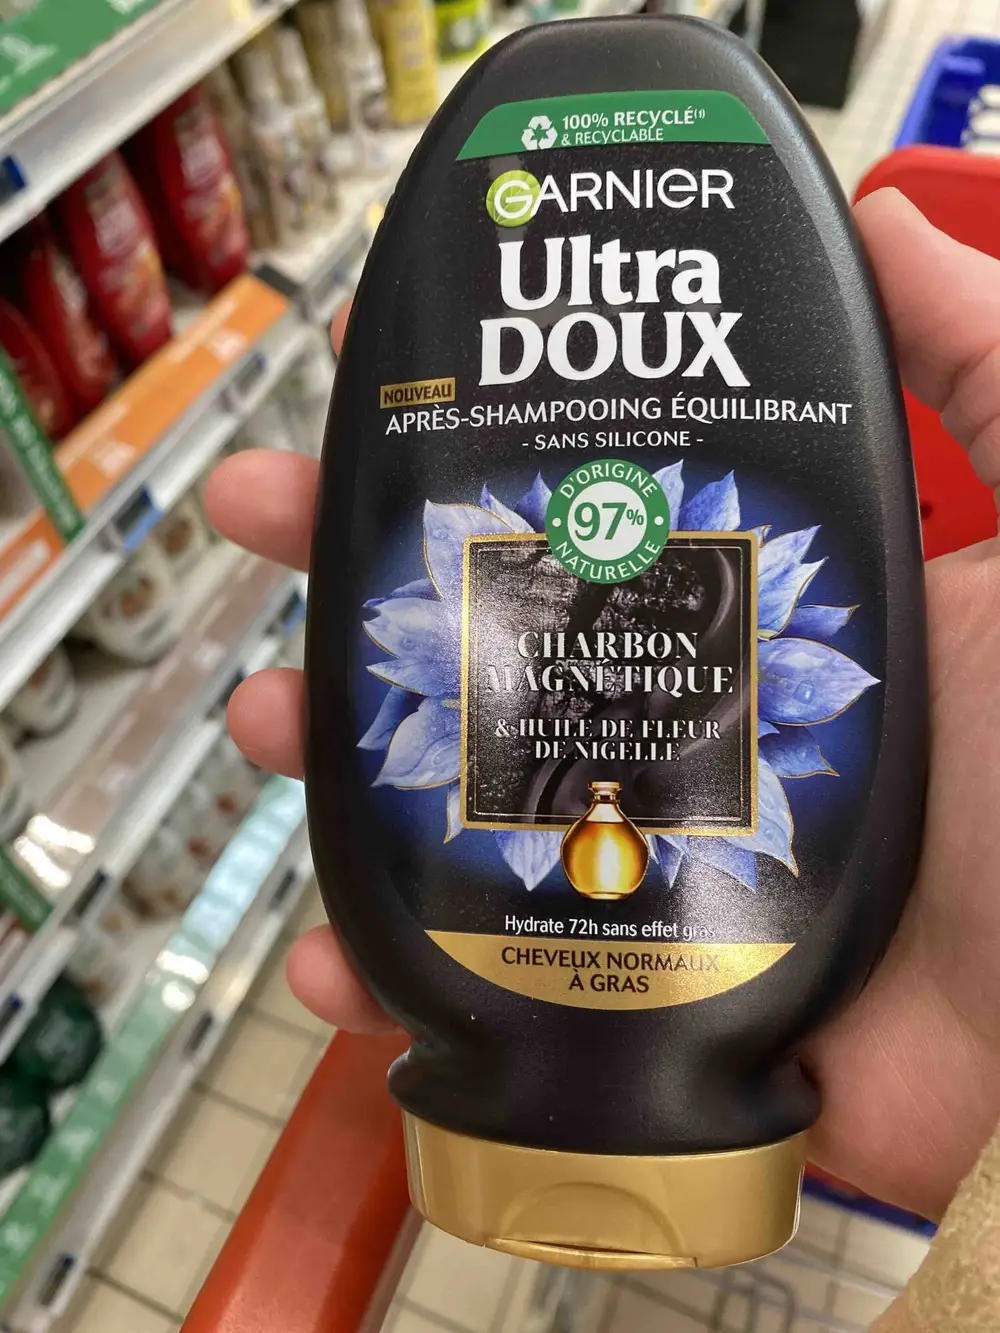 100% RECYCLÉ(1)
& RECYCLABLE
GARNIER
Ultra
DOUX
NOUVEAU
APRÈS-SHAMPOOING ÉQUILIBRANT
- SANS SILICONE -
D'ORIGINE
97%
NATURELLE
CHARBON
MAGNÉTIQUE
& HUILE DE FLEUR
DE NIGELLE
Hydrate 72h sans effet gras
CHEVEUX NORMAUX
À GRAS